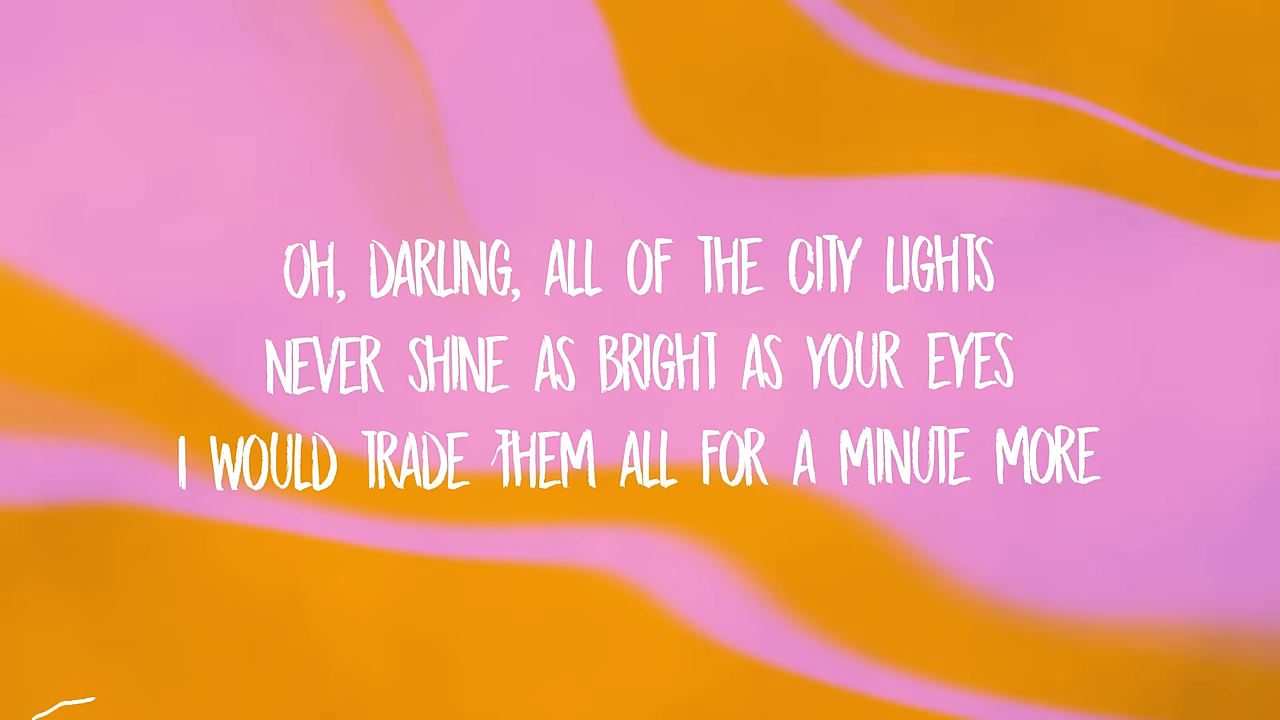 OH, DARLING, ALL OF THE CITY LIGHTS
NEVER SHINE AS BRIGHT AS YOUR EYES
I WOULD TRADE THEM ALL FOR A MINUTE MORE